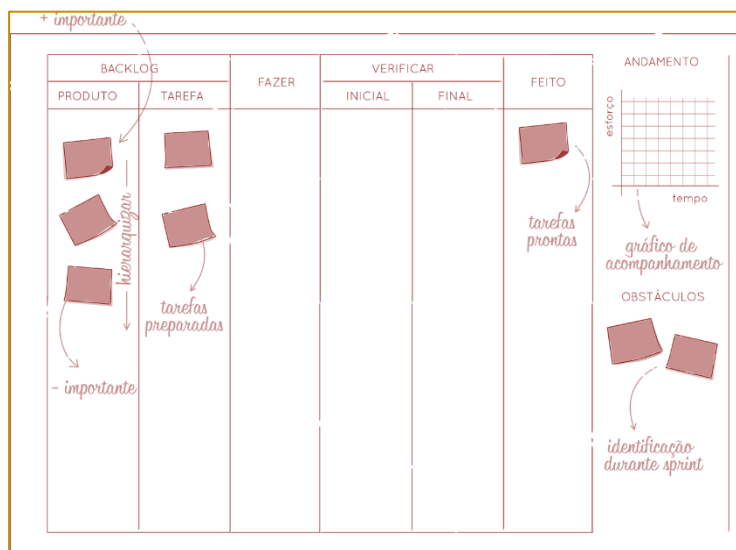 + importante
BACKLOG
PRODUTO
TAREFA
FAZER
VERIFICAR
INICIAL
FINAL
FEITO
ANDAMENTO
esforço
tempo
gráfico de
acompanhamento
hierarquizar
tarefas
preparadas
tarefas
prontas
- importante
OBSTÁCULOS
identificação
durante sprint